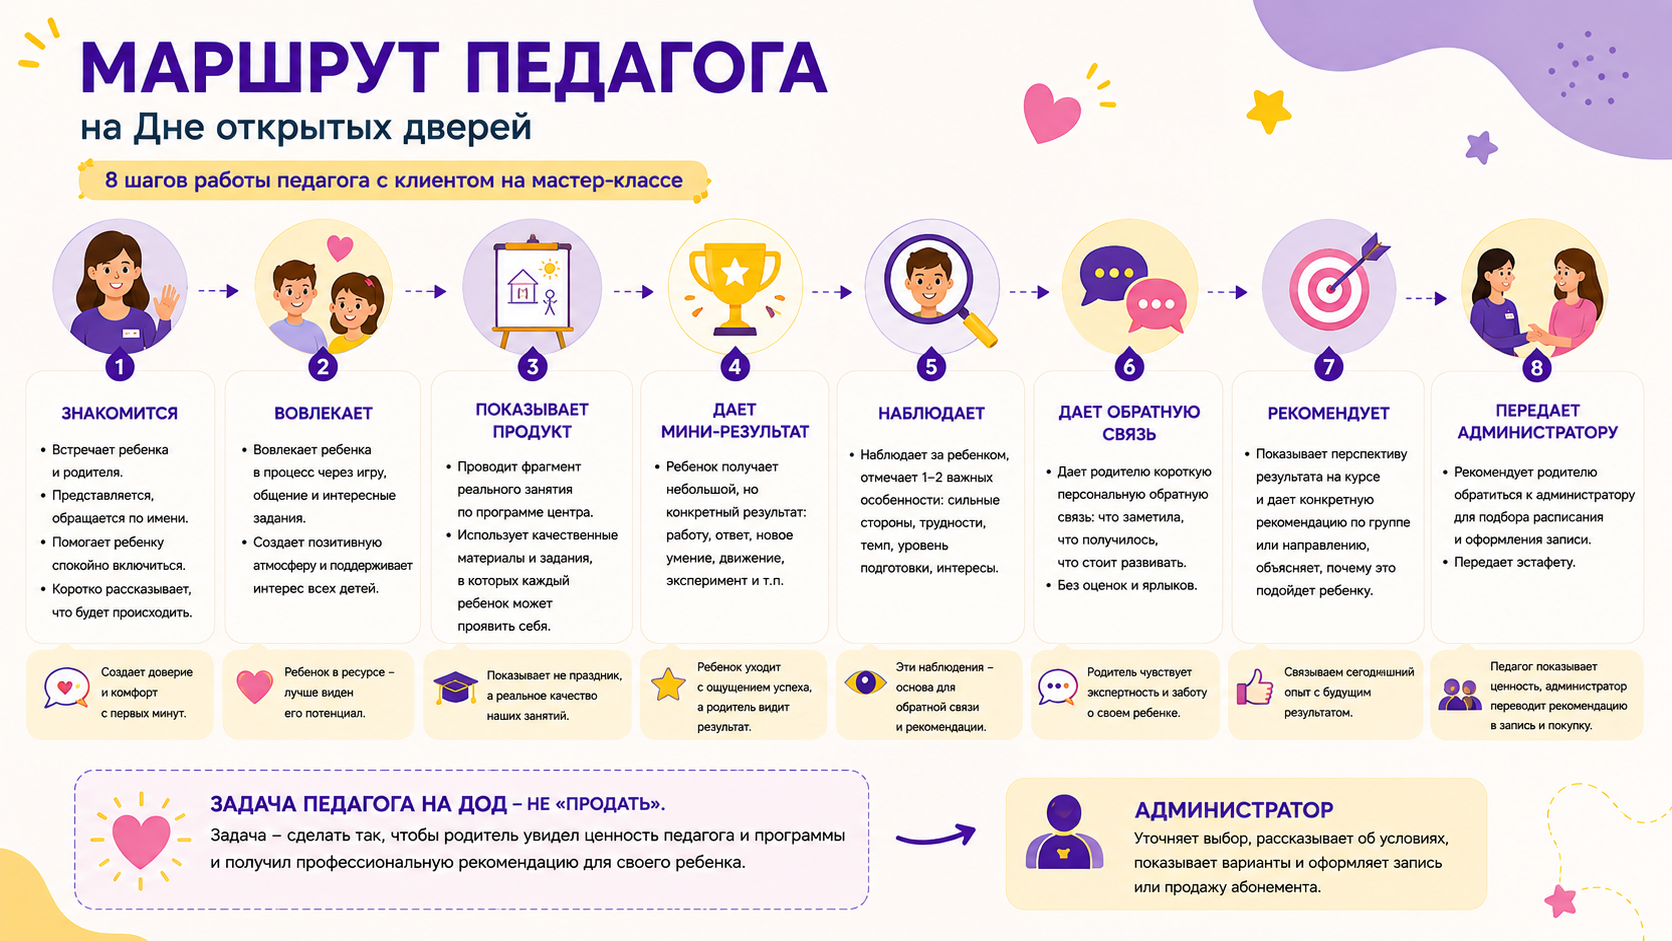 МАРШРУТ ПЕДАГОГА
на Дне открытых дверей
8 шагов работы педагога с клиентом на мастер-классе
1
ЗНАКОМИТСЯ
• Встречает ребенка
и родителя.
• Представляется,
обращается по имени.
• Помогает ребенку
спокойно включиться.
• Коротко рассказывает,
что будет происходить.
Создает доверие
и комфорт
с первых минут.
2
ВОВЛЕКАЕТ
• Вовлекает ребенка
в процесс через игру,
общение и интересные
задания.
• Создает позитивную
атмосферу и поддерживает
интерес всех детей.
Ребенок в ресурсе –
лучше виден
его потенциал.
3
ПОКАЗЫВАЕТ
ПРОДУКТ
• Проводит фрагмент
реального занятия
по программе центра.
• Использует качественные
материалы и задания,
в которых каждый
ребенок может
проявить себя.
Показывает не праздник,
а реальное качество
наших занятий.
4
ДАЕТ
МИНИ-РЕЗУЛЬТАТ
• Ребенок получает
небольшой, но
конкретный результат:
работу, ответ, новое
умение, движение,
эксперимент и т.п.
Ребенок уходит
с ощущением успеха,
а родитель видит
результат.
5
НАБЛЮДАЕТ
• Наблюдает за ребенком,
отмечает 1–2 важных
особенности: сильные
стороны, трудности,
темп, уровень
подготовки, интересы.
Эти наблюдения –
основа для
обратной связи
и рекомендации.
6
ДАЕТ ОБРАТНУЮ
СВЯЗЬ
• Дает родителю короткую
персональную обратную
связь: что заметила,
что получилось,
что стоит развивать.
• Без оценок и ярлыков.
Родитель чувствует
экспертность и заботу
о своем ребенке.
7
РЕКОМЕНДУЕТ
• Показывает перспективу
результата на курсе
и дает конкретную
рекомендацию по группе
или направлению,
объясняет, почему это
подойдет ребенку.
Связываем сегодняшний
опыт с будущим
результатом.
8
ПЕРЕДАЕТ
АДМИНИСТРАТОРУ
• Рекомендует родителю
обратиться к администратору
для подбора расписания
и оформления записи.
• Передает эстафету.
Педагог показывает
ценность, администратор
переводит рекомендацию
в запись и покупку.
ЗАДАЧА ПЕДАГОГА НА ДОД – НЕ «ПРОДАТЬ».
Задача – сделать так, чтобы родитель увидел ценность педагога и программы
и получил профессиональную рекомендацию для своего ребенка.
АДМИНИСТРАТОР
Уточняет выбор, рассказывает об условиях,
показывает варианты и оформляет запись
или продажу абонемента.